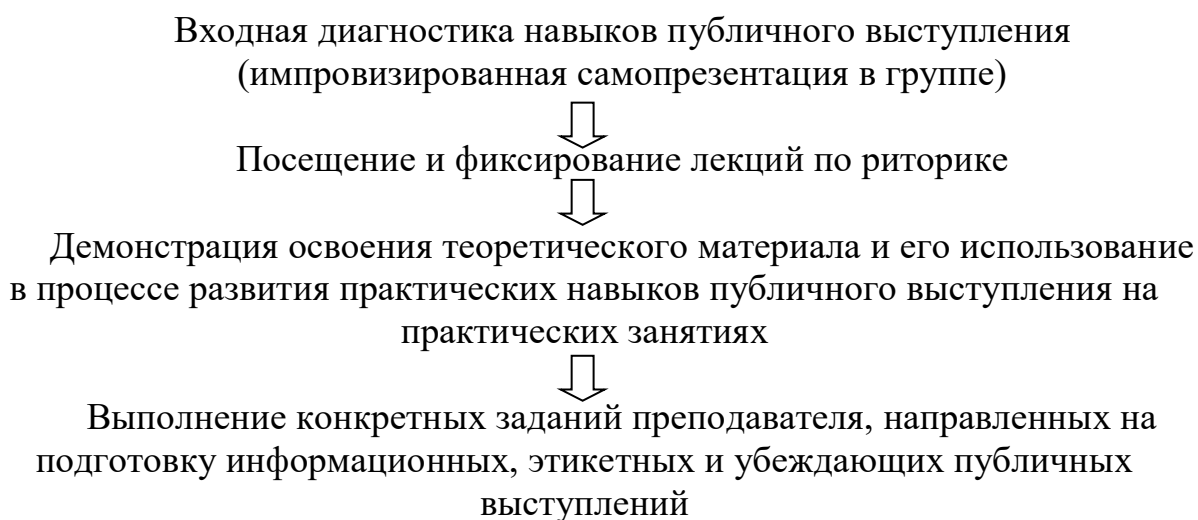 Входная диагностика навыков публичного выступления
(импровизированная самопрезентация в группе)
Посещение и фиксирование лекций по риторике
Демонстрация освоения теоретического материала и его использование
в процессе развития практических навыков публичного выступления на
практических занятиях
Выполнение конкретных заданий преподавателя, направленных на
подготовку информационных, этикетных и убеждающих публичных
выступлений